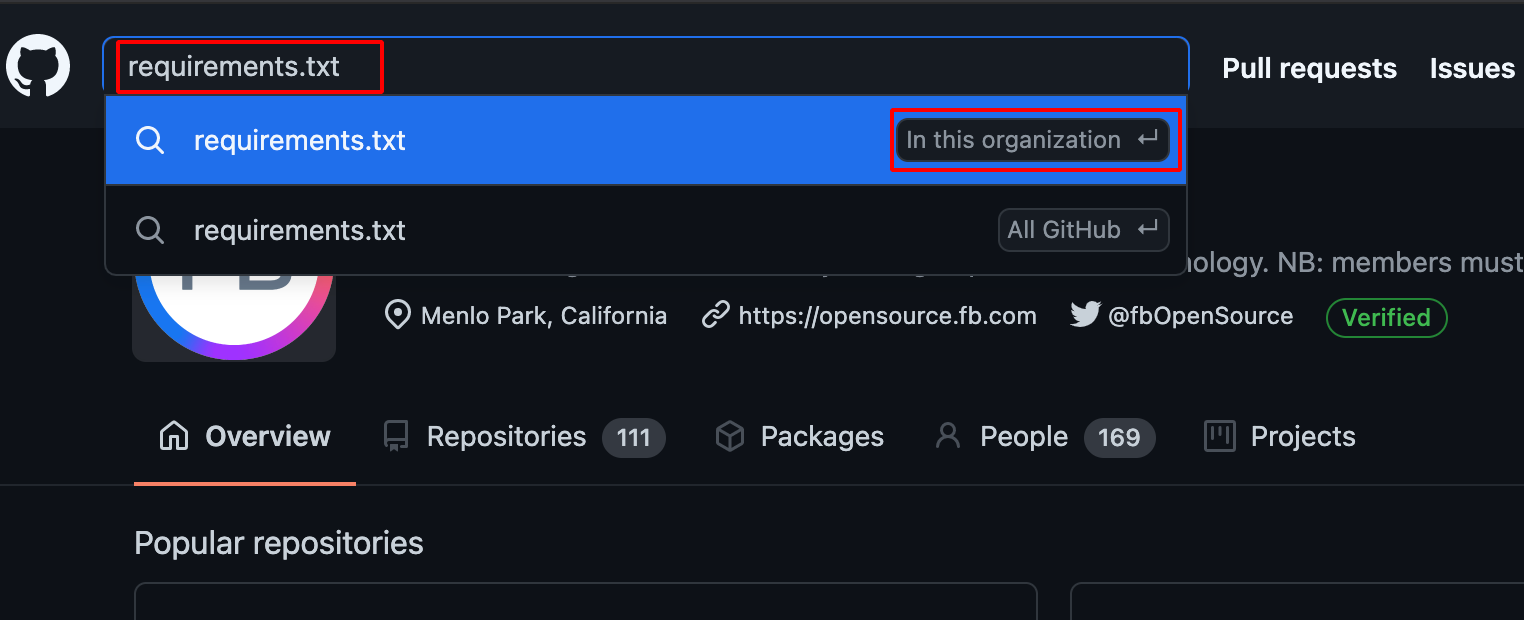 requirements.txt
Pull requests Issues
requirements.txt In this organization
requirements.txt All GitHub
nology. NB: members must
Menlo Park, California https://opensource.fb.com @fbOpenSource Verified
Overview Repositories 111 Packages People 169 Projects
Popular repositories